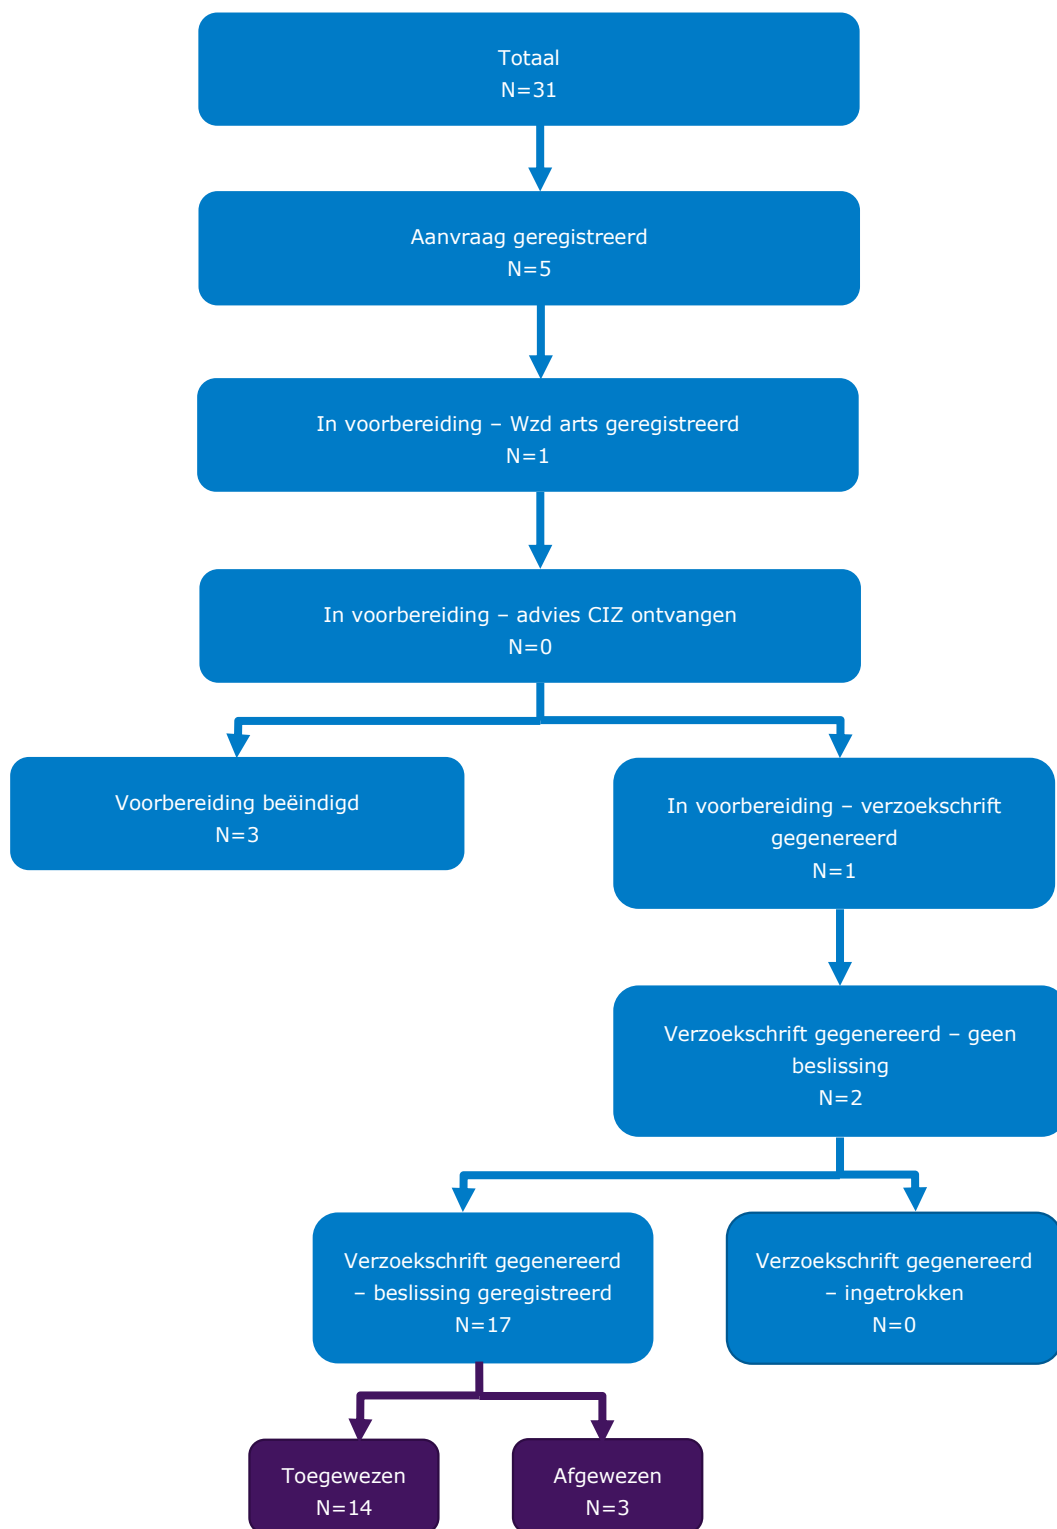 Totaal
N=31
Aanvraag geregistreerd
N=5
In voorbereiding – Wzd arts geregistreerd
N=1
In voorbereiding – advies CIZ ontvangen
N=0
Voorbereiding beëindigd
N=3
In voorbereiding – verzoekschrift
gegenereerd
N=1
Verzoekschrift gegenereerd – geen
beslissing
N=2
Verzoekschrift gegenereerd
– beslissing geregistreerd
N=17
Verzoekschrift gegenereerd
– ingetrokken
N=0
Toegewezen
N=14
Afgewezen
N=3